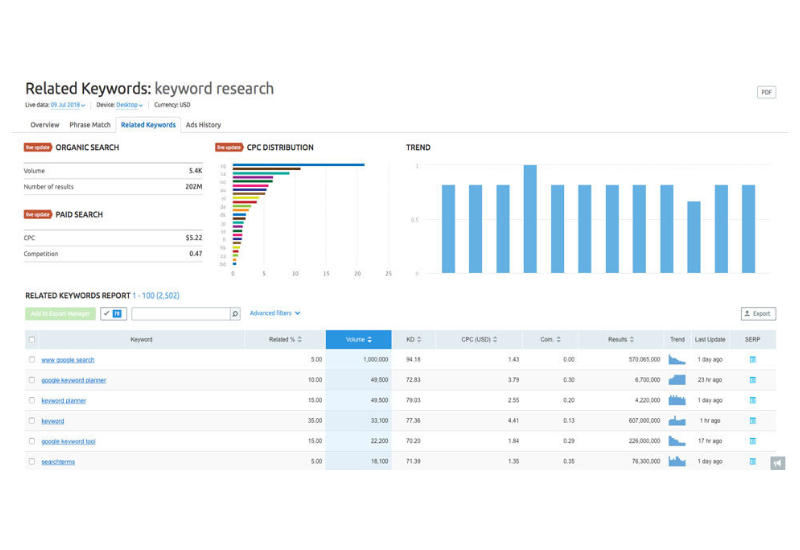 Related Keywords: keyword research
PDF
Live data: 09 Jul 2018 Device: Desktop Currency: USD
Overview Phrase Match Related Keywords Ads History
live update ORGANIC SEARCH
Volume 5.4K
Number of results 202M
live update PAID SEARCH
CPC $5.22
Competition 0.47
live update CPC DISTRIBUTION
0 5 10 15 20 25
TREND
1
0.5
0
RELATED KEYWORDS REPORT 1 - 100 (2,502)
Add to Export Manager Advanced filters Export
Keyword Related % Volume KD CPC (USD) Com. Results Trend Last Update SERP
www google search 5.00 1,000,000 94.18 1.43 0.00 570,065,000 1 day ago
google keyword planner 10.00 49,500 72.83 3.79 0.30 6,700,000 23 hr ago
keyword planner 15.00 49,500 79.03 2.55 0.20 4,220,000 1 day ago
keyword 35.00 33,100 77.36 4.41 0.13 607,000,000 1 hr ago
google keyword tool 15.00 22,200 70.20 1.84 0.29 226,000,000 17 hr ago
searchterms 5.00 18,100 71.39 1.35 0.35 76,300,000 1 day ago